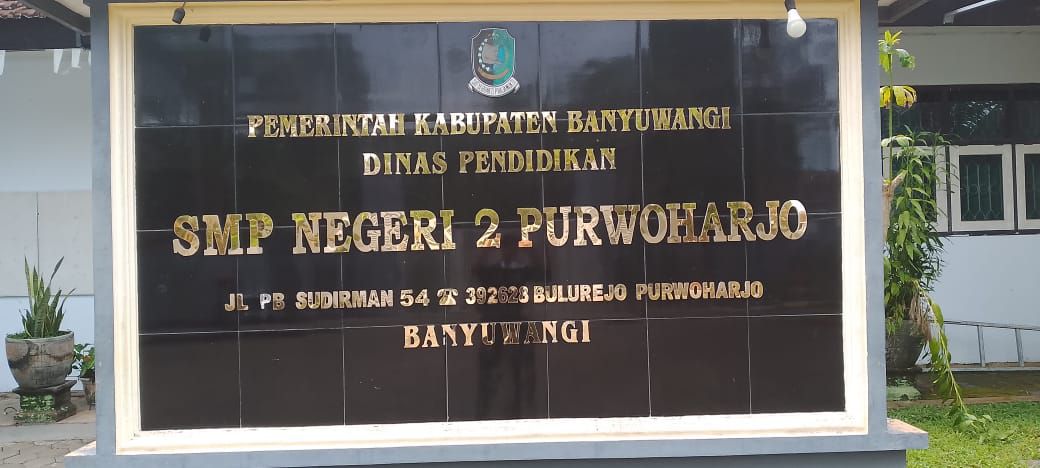 PEMERINTAH KABUPATEN BANYUWANGI
DINAS PENDIDIKAN
SMP NEGERI 2 PURWOHARJO
JL PB SUDIRMAN 54 ☎ 392628 BULUREJO PURWOHARJO
BANYUWANGI